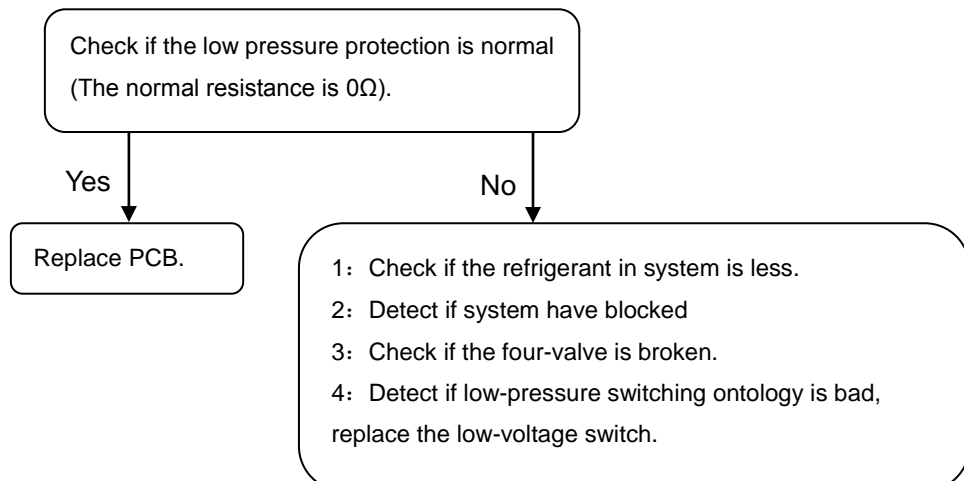 Check if the low pressure protection is normal
(The normal resistance is 0Ω).
Yes
No
Replace PCB.
1：Check if the refrigerant in system is less.
2：Detect if system have blocked
3：Check if the four-valve is broken.
4：Detect if low-pressure switching ontology is bad,
replace the low-voltage switch.